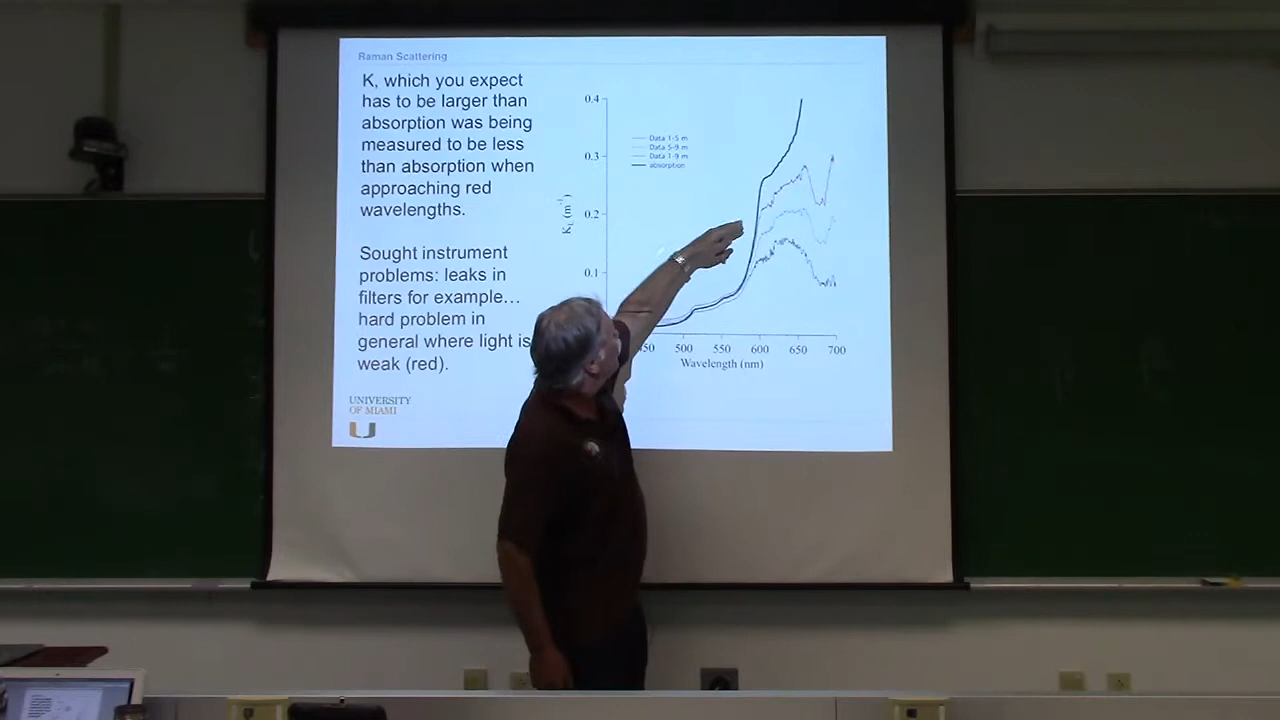 Raman Scattering
K, which you expect
has to be larger than
absorption was being
measured to be less
than absorption when
approaching red
wavelengths.
Sought instrument
problems: leaks in
filters for example…
hard problem in
general where light is
weak (red).
UNIVERSITY
OF MIAMI
0.4
0.3
0.2
0.1
K_L (m⁻¹)
Data 1-5 m
Data 5-9 m
Data 1-9 m
absorption
450 500 550 600 650 700
Wavelength (nm)